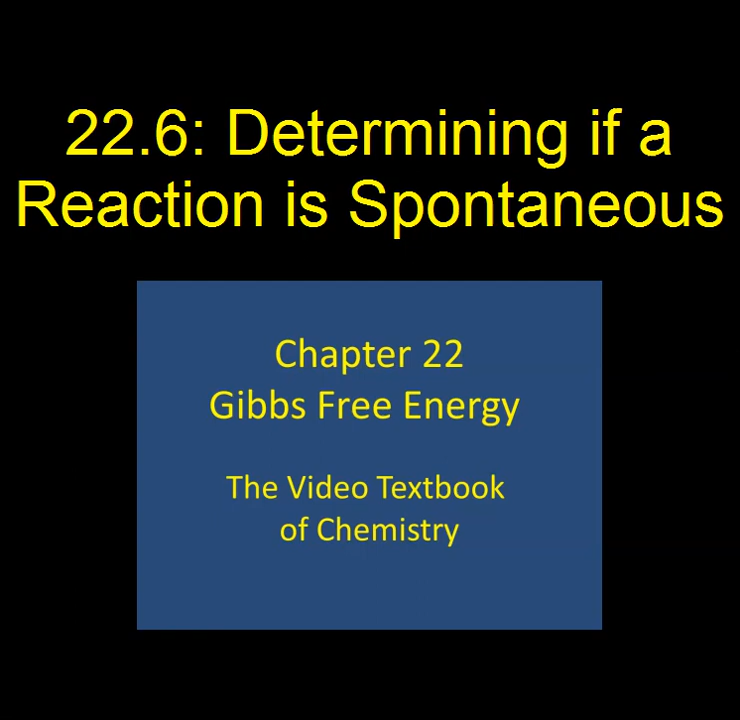 22.6: Determining if a
Reaction is Spontaneous
Chapter 22
Gibbs Free Energy
The Video Textbook
of Chemistry